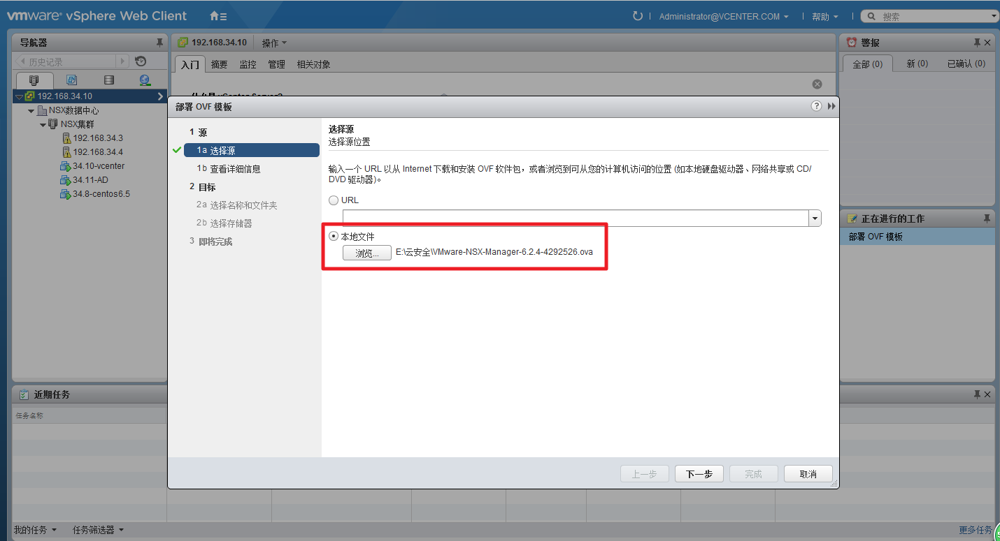 vmware® vSphere Web Client
Administrator@VCENTER.COM
帮助
搜索
导航器
历史记录
192.168.34.10
NSX数据中心
NSX集群
192.168.34.3
192.168.34.4
34.10-vcenter
34.11-AD
34.8-centos6.5
192.168.34.10 操作
入门 摘要 监控 管理 相关对象
什么是 vCenter Server?
部署 OVF 模板
1 源
1a 选择源
1b 查看详细信息
2 目标
2a 选择名称和文件夹
2b 选择存储器
3 即将完成
选择源
选择源位置
输入一个 URL 以从 Internet 下载和安装 OVF 软件包，或者浏览到可从您的计算机访问的位置 (如本地硬盘驱动器、网络共享或 CD/
DVD 驱动器)。
URL
本地文件
浏览... E:\云安全\VMware-NSX-Manager-6.2.4-4292526.ova
上一步 下一步 完成 取消
警报
全部 (0) 新 (0) 已确认 (0)
正在进行的工作
部署 OVF 模板
近期任务
任务名称
我的任务 任务筛选器
更多任务